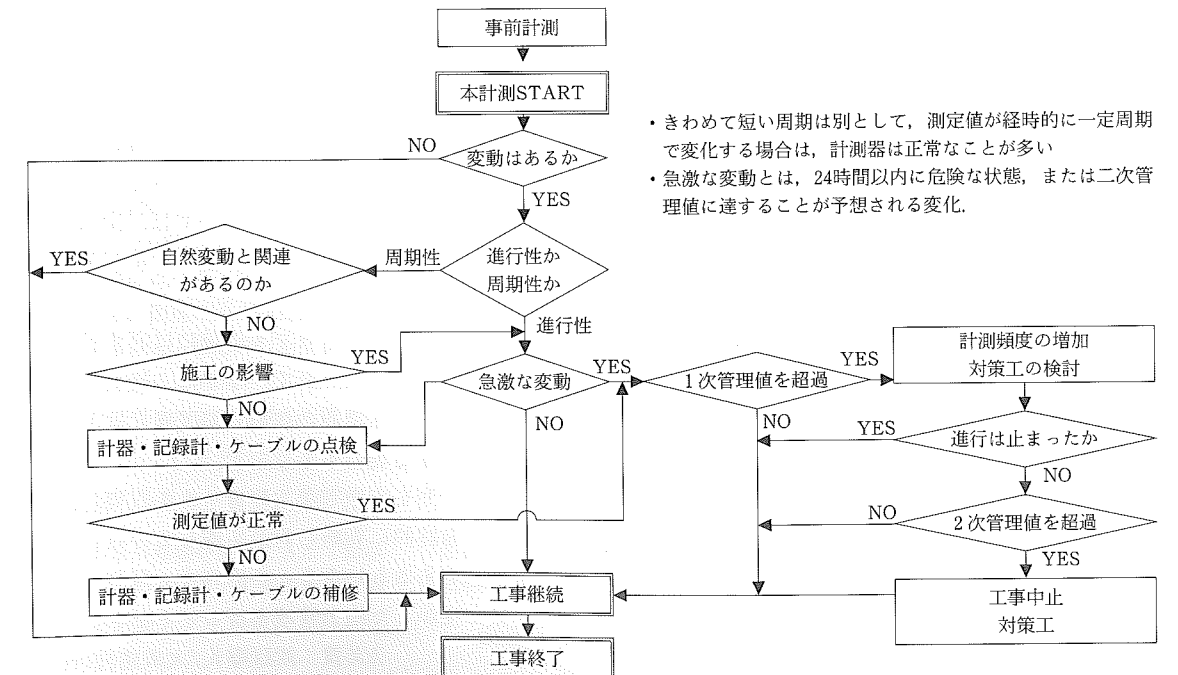 事前計測
本計測START
・きわめて短い周期は別として，測定値が経時的に一定周期
で変化する場合は，計測器は正常なことが多い
・急激な変動とは，24時間以内に危険な状態，または二次管
理値に達することが予想される変化．
NO
変動はあるか
YES
YES
自然変動と関連
があるのか
周期性
進行性か
周期性か
NO
進行性
施工の影響
YES
急激な変動
YES
1次管理値を超過
YES
計測頻度の増加
対策工の検討
NO
NO
NO
YES
進行は止まったか
計器・記録計・ケーブルの点検
NO
測定値が正常
YES
NO
2次管理値を超過
NO
YES
計器・記録計・ケーブルの補修
工事継続
工事中止
対策工
工事終了